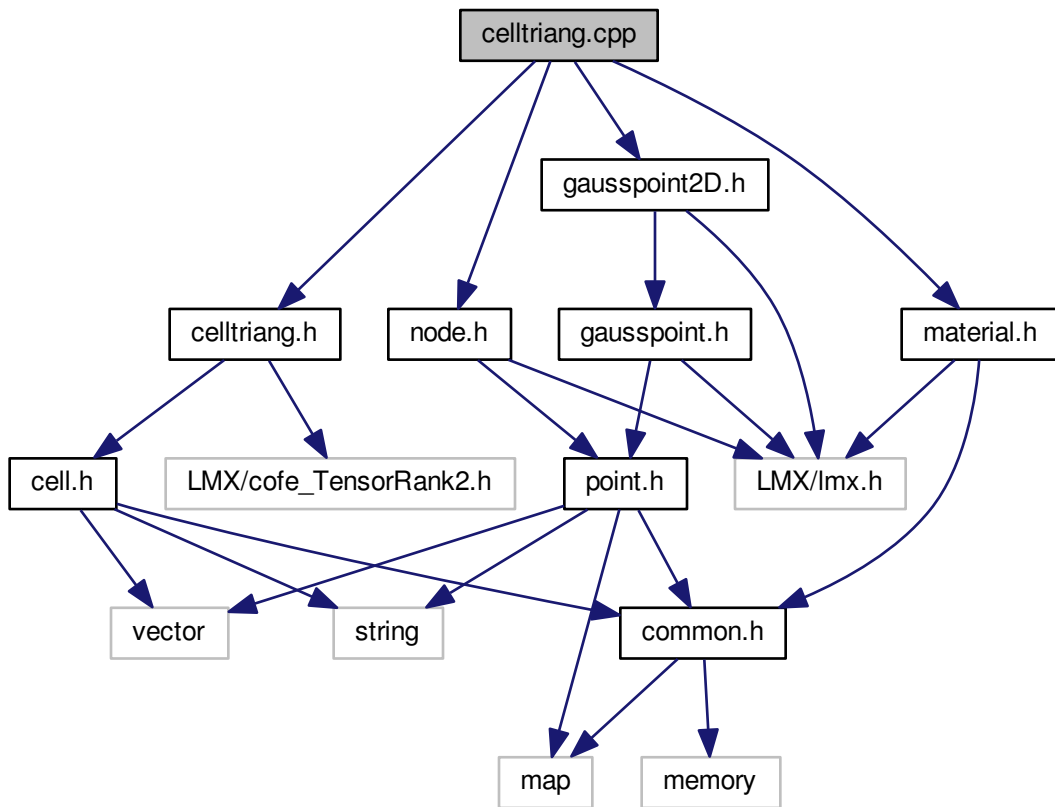 celltriang.cpp
gausspoint2D.h
celltriang.h
node.h
gausspoint.h
material.h
cell.h
LMX/cofe_TensorRank2.h
point.h
LMX/lmx.h
vector
string
common.h
map
memory